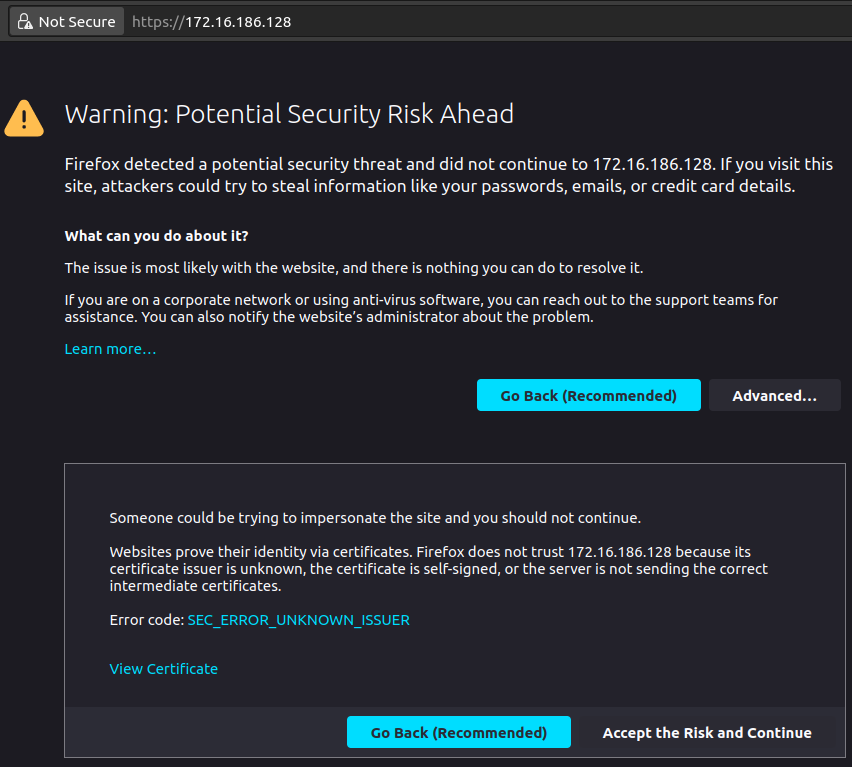 Not Secure https://172.16.186.128
Warning: Potential Security Risk Ahead
Firefox detected a potential security threat and did not continue to 172.16.186.128. If you visit this
site, attackers could try to steal information like your passwords, emails, or credit card details.
What can you do about it?
The issue is most likely with the website, and there is nothing you can do to resolve it.
If you are on a corporate network or using anti-virus software, you can reach out to the support teams for
assistance. You can also notify the website’s administrator about the problem.
Learn more…
Go Back (Recommended) Advanced…
Someone could be trying to impersonate the site and you should not continue.
Websites prove their identity via certificates. Firefox does not trust 172.16.186.128 because its
certificate issuer is unknown, the certificate is self-signed, or the server is not sending the correct
intermediate certificates.
Error code: SEC_ERROR_UNKNOWN_ISSUER
View Certificate
Go Back (Recommended) Accept the Risk and Continue